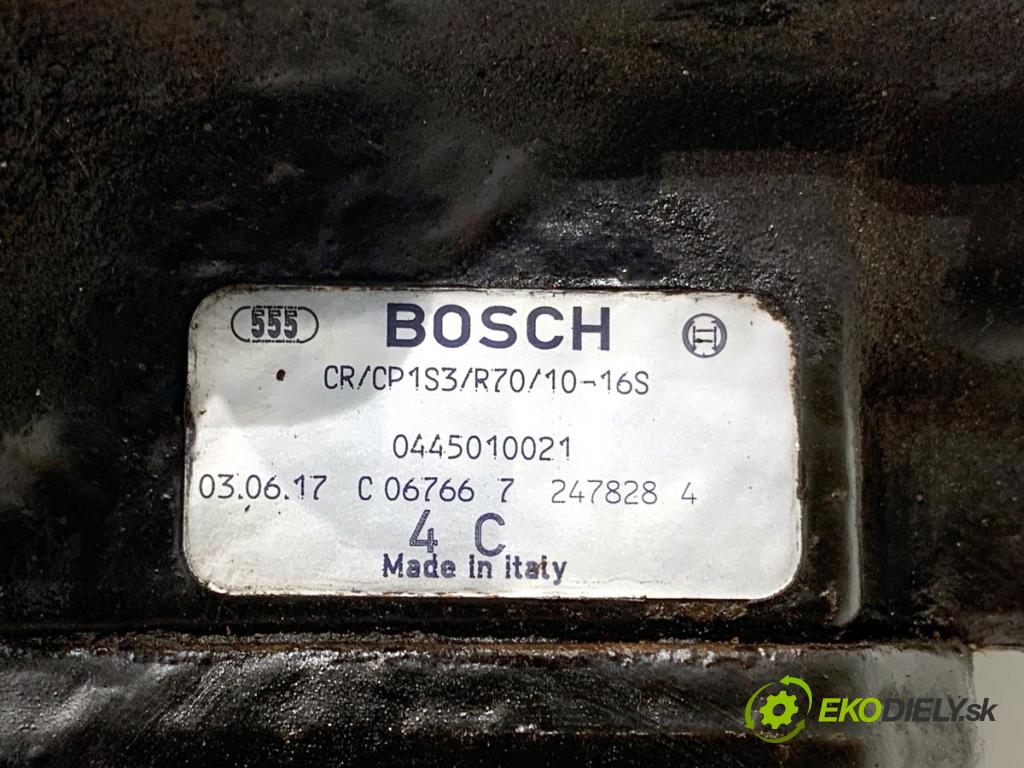 555 BOSCH
CR/CP1S3/R70/10-16S
0445010021
03.06.17 C 06766 7 247828 4
4 C
Made in Italy
EKODIELY.sk